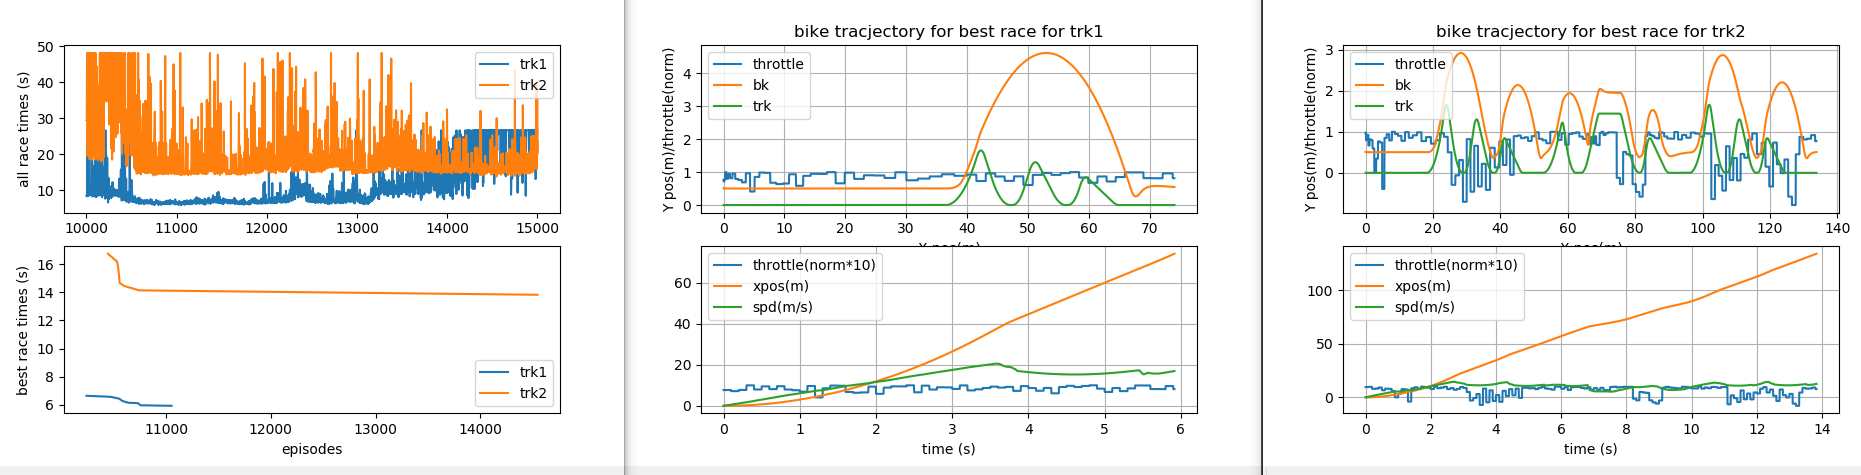 all race times (s)
50
40
30
20
10
trk1
trk2
10000 11000 12000 13000 14000 15000
best race times (s)
16
14
12
10
8
6
trk1
trk2
11000 12000 13000 14000
episodes
bike tracjectory for best race for trk1
Y pos(m)/throttle(norm)
4
3
2
1
0
throttle
bk
trk
0 10 20 30 40 50 60 70
X pos(m)
60
40
20
0
throttle(norm*10)
xpos(m)
spd(m/s)
0 1 2 3 4 5 6
time (s)
bike tracjectory for best race for trk2
Y pos(m)/throttle(norm)
3
2
1
0
throttle
bk
trk
0 20 40 60 80 100 120 140
X pos(m)
100
50
0
throttle(norm*10)
xpos(m)
spd(m/s)
0 2 4 6 8 10 12 14
time (s)